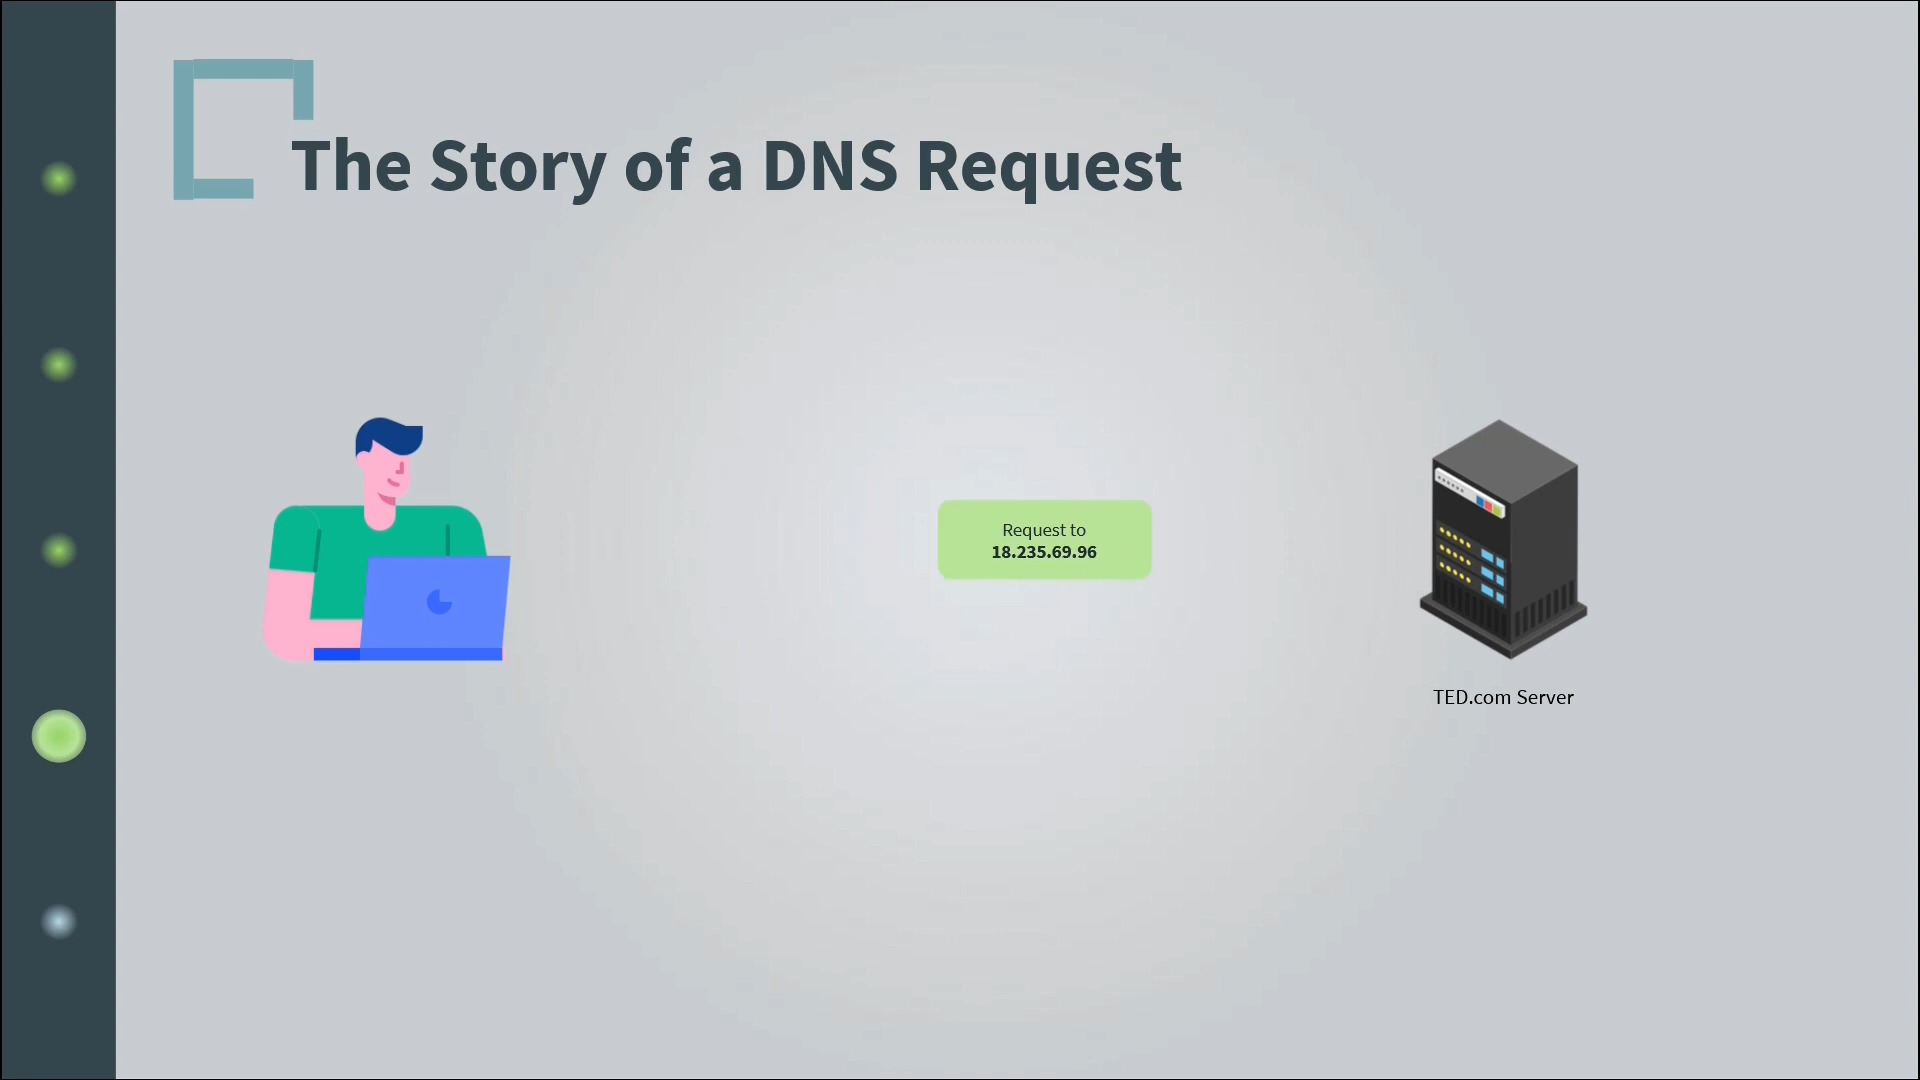 The Story of a DNS Request
Request to
18.235.69.96
TED.com Server